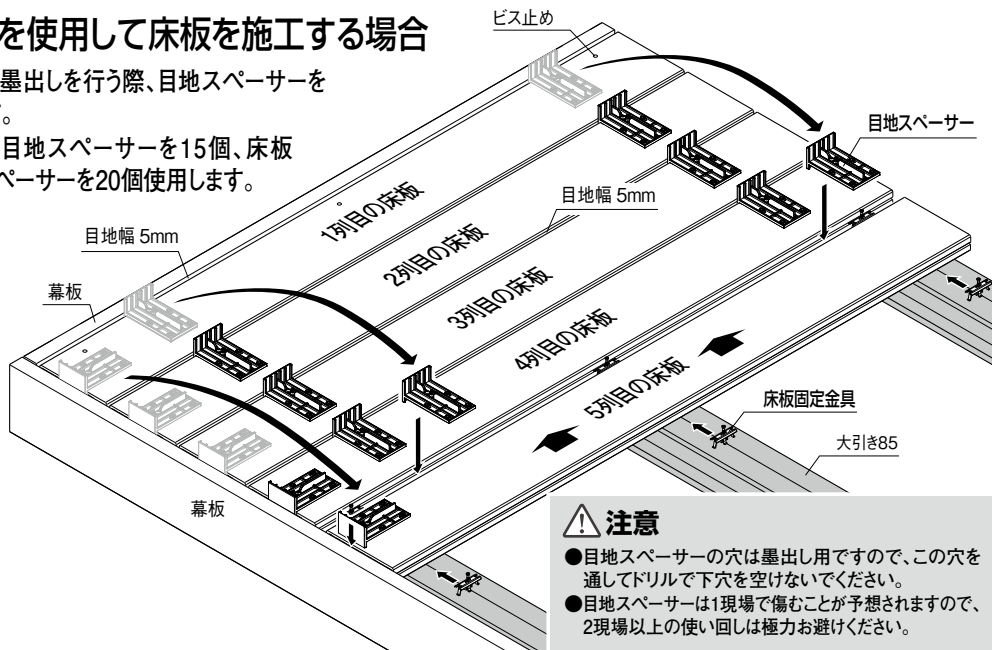 を使用して床板を施工する場合
墨出しを行う際、目地スペーサーを
。
目地スペーサーを15個、床板
ペーサーを20個使用します。
ビス止め
目地スペーサー
目地幅 5mm
目地幅 5mm
幕板
1列目の床板
2列目の床板
3列目の床板
4列目の床板
5列目の床板
床板固定金具
大引き85
幕板
注意
●目地スペーサーの穴は墨出し用ですので、この穴を
通してドリルで下穴を空けないでください。
●目地スペーサーは1現場で傷むことが予想されますので、
2現場以上の使い回しは極力お避けください。